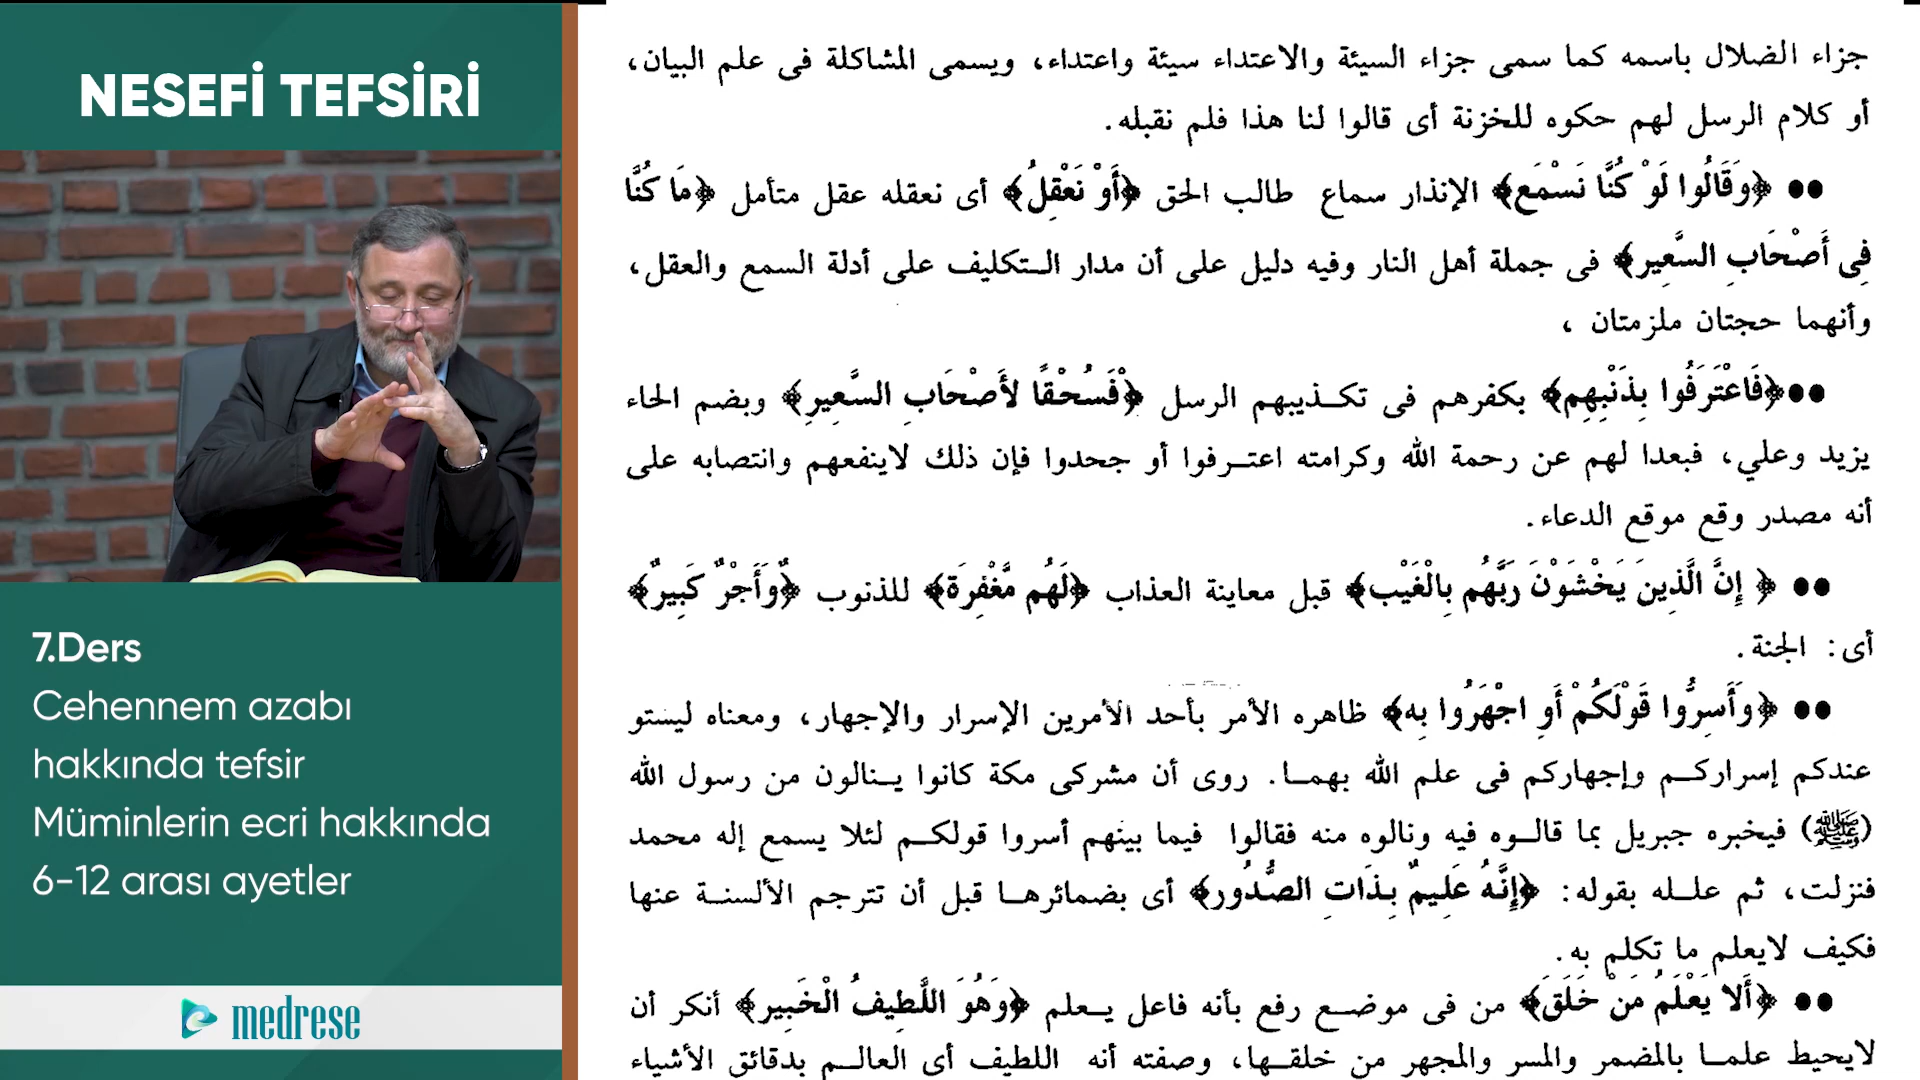 NESEFİ TEFSİRİ
7.Ders
Cehennem azabı
hakkında tefsir
Müminlerin ecri hakkında
6-12 arası ayetler
medrese
جزاء الضلال باسمه كما سمى جزاء السيئة والاعتداء سيئة واعتداء، ويسمى المشاكلة فى علم البيان،
أو كلام الرسل لهم حكوه للخزنة أى قالوا لنا هذا فلم نقبله.
●● ﴿وَقَالُوا لَوْ كُنَّا نَسْمَع﴾ الإنذار سماع طالب الحق ﴿أَوْ نَعْقِلُ﴾ أى نعقله عقل متأمل ﴿مَا كُنَّا
فِي أَصْحَابِ السَّعِير﴾ فى جملة أهل النار وفيه دليل على أن مدار التكليف على أدلة السمع والعقل،
وأنهما حجتان ملزمتان ،
●●﴿فَاعْتَرَفُوا بِذَنْبِهِم﴾ بكفرهم فى تكذيبهم الرسل ﴿فَسُحْقًا لأَصْحَابِ السَّعِيرِ﴾ وبضم الحاء
يزيد وعلي، فبعدا لهم عن رحمة الله وكرامته اعترفوا أو جحدوا فإن ذلك لاينفعهم وانتصابه على
أنه مصدر وقع موقع الدعاء.
●● ﴿ إِنَّ الَّذِينَ يَخْشَوْنَ رَبَّهُم بِالْغَيْب﴾ قبل معاينة العذاب ﴿لَهُم مَّغْفِرَة﴾ للذنوب ﴿وَأَجْرٌ كَبِيرٌ﴾
أى: الجنة.
●● ﴿وَأَسِرُّوا قَوْلَكُمْ أَوِ اجْهَرُوا بِه﴾ ظاهره الأمر بأحد الأمرين الإسرار والإجهار، ومعناه ليستو
عندكم إسراركم وإجهاركم فى علم الله بهما. روى أن مشركى مكة كانوا ينالون من رسول الله
(ﷺ) فيخبره جبريل بما قالوه فيه ونالوه منه فقالوا فيما بينهم أسروا قولكم لئلا يسمع إله محمد
فنزلت، ثم علله بقوله: ﴿إِنَّهُ عَلِيمٌ بِذَاتِ الصُّدُور﴾ أى بضمائرها قبل أن تترجم الألسنة عنها
فكيف لايعلم ما تكلم به.
●● ﴿أَلا يَعْلَمُ مَنْ خَلَقَ﴾ من فى موضع رفع بأنه فاعل يعلم ﴿وَهُوَ اللَّطِيفُ الْخَبِير﴾ أنكر أن
لايحيط علما بالمضمر والمسر والمجهر من خلقها، وصفته أنه اللطيف أى العالم بدقائق الأشياء